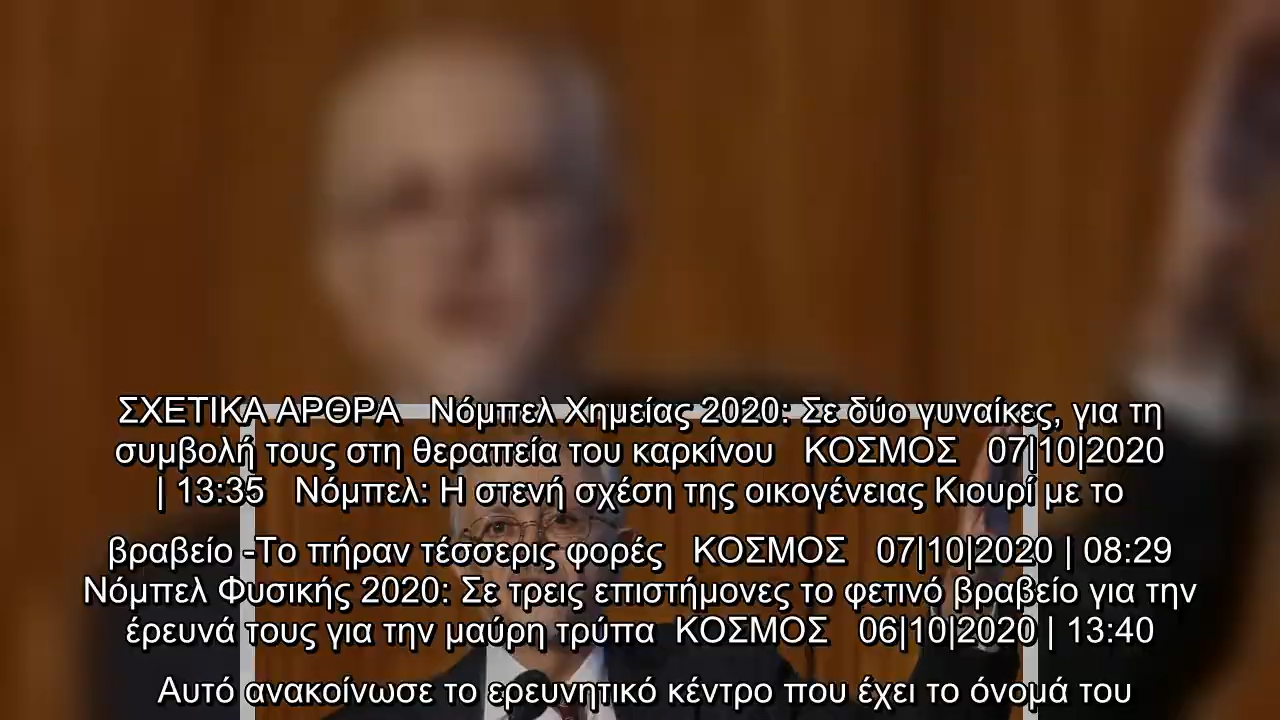 ΣΧΕΤΙΚΑ ΑΡΘΡΑ Νόμπελ Χημείας 2020: Σε δύο γυναίκες, για τη
συμβολή τους στη θεραπεία του καρκίνου ΚΟΣΜΟΣ 07|10|2020
| 13:35 Νόμπελ: Η στενή σχέση της οικογένειας Κιουρί με το
βραβείο -Το πήραν τέσσερις φορές ΚΟΣΜΟΣ 07|10|2020 | 08:29
Νόμπελ Φυσικής 2020: Σε τρεις επιστήμονες το φετινό βραβείο για την
έρευνά τους για την μαύρη τρύπα ΚΟΣΜΟΣ 06|10|2020 | 13:40
Αυτό ανακοίνωσε το ερευνητικό κέντρο που έχει το όνομά του